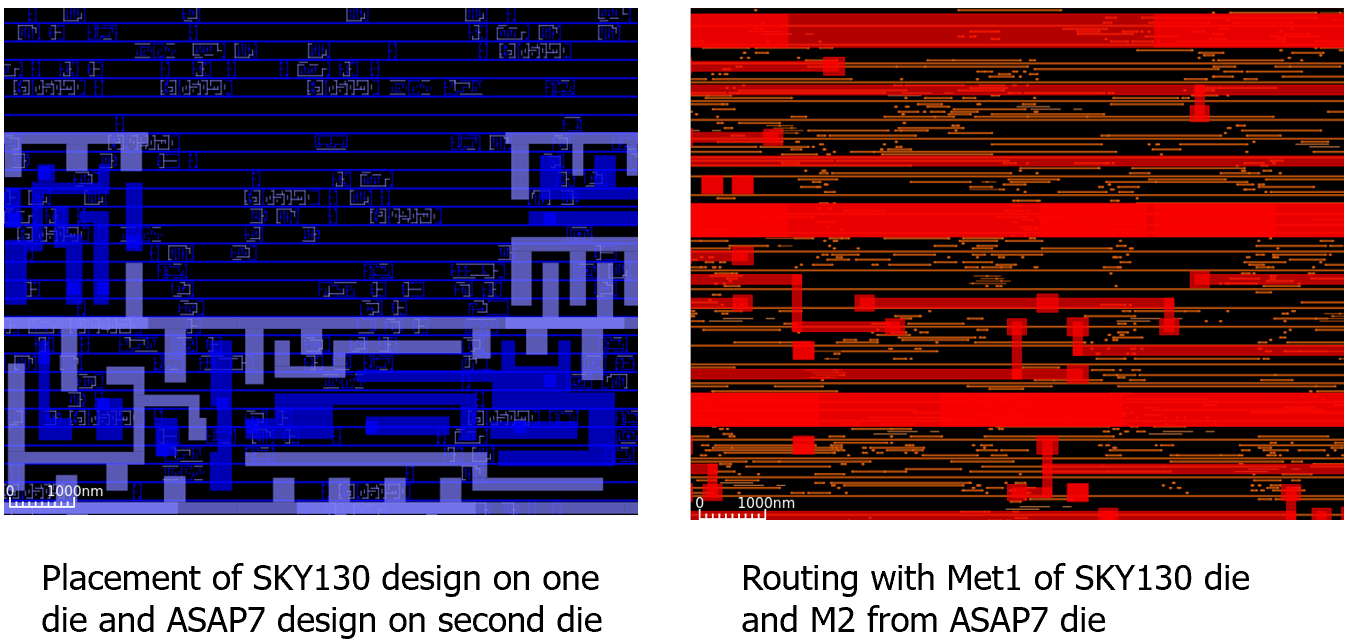 0 1000nm
0 1000nm
Placement of SKY130 design on one
die and ASAP7 design on second die
Routing with Met1 of SKY130 die
and M2 from ASAP7 die